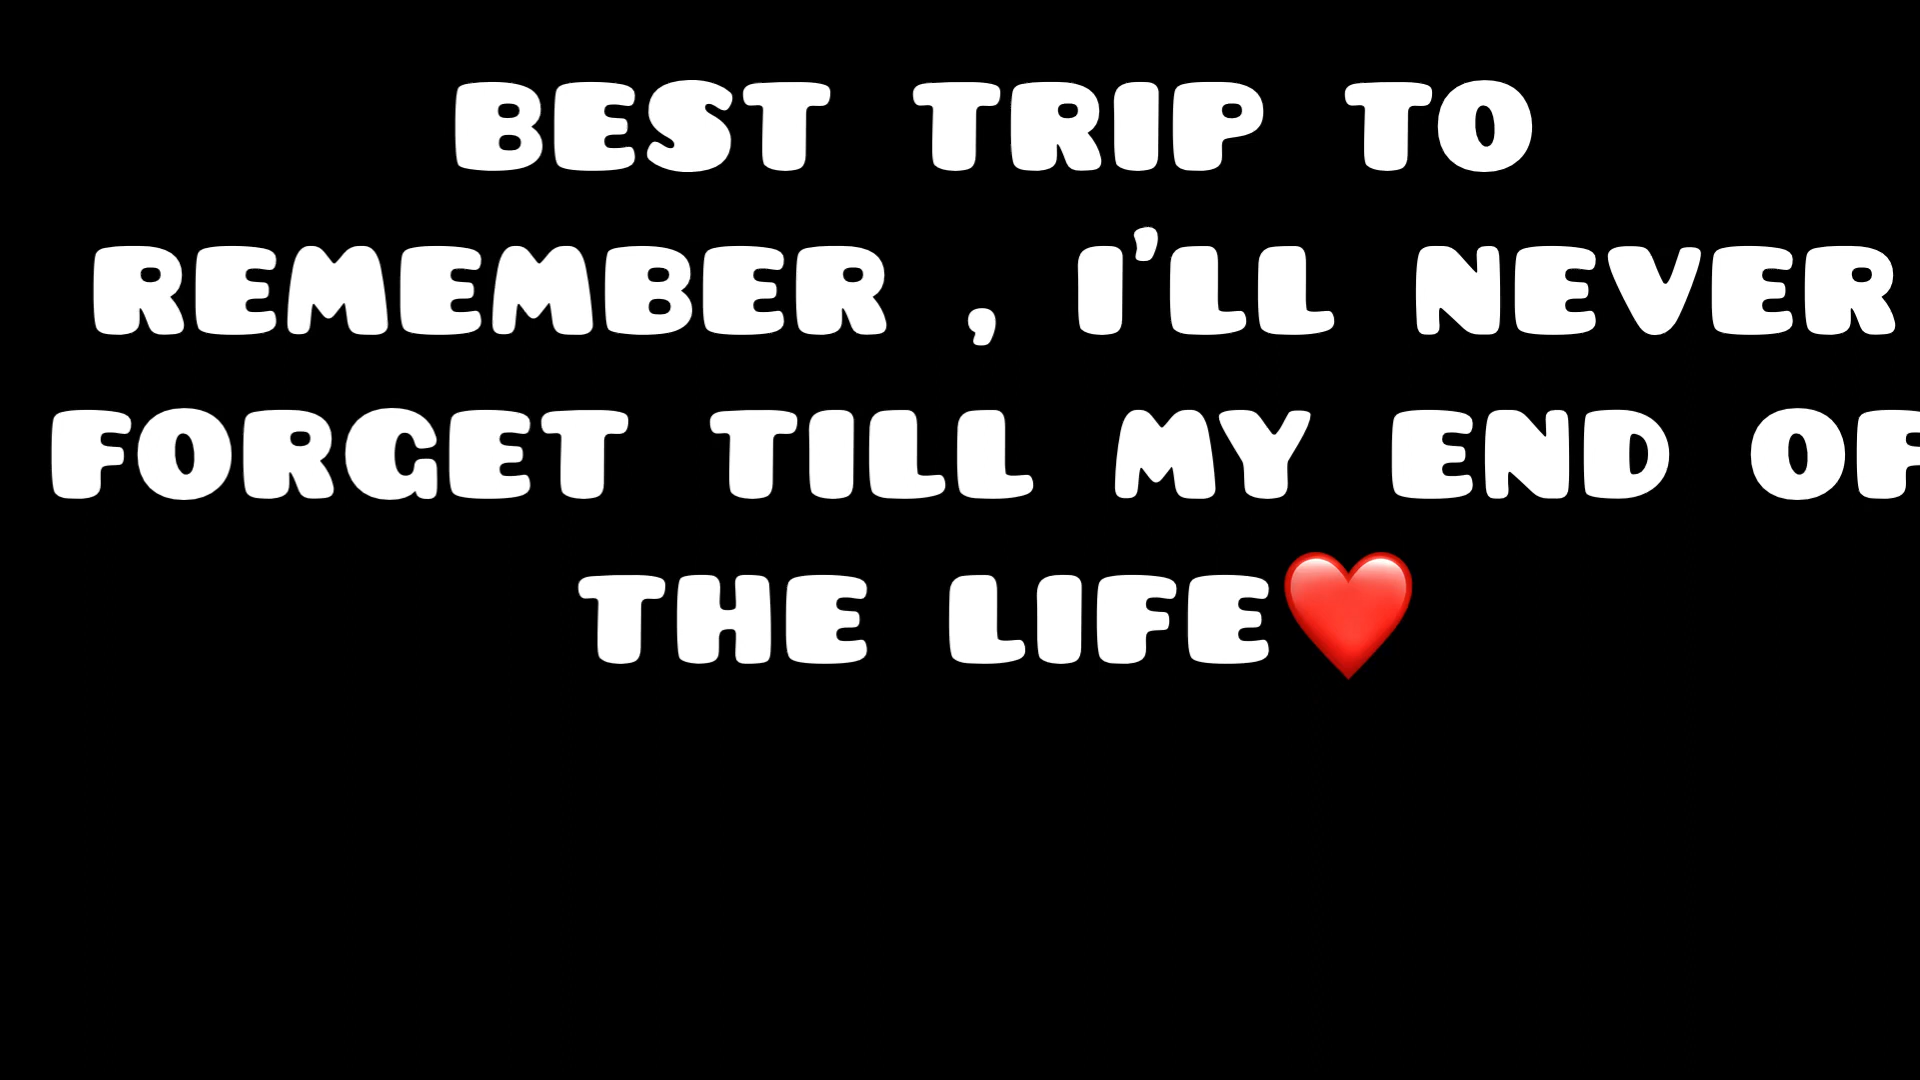 BEST TRIP TO
REMEMBER , I'LL NEVER
FORGET TILL MY END OF
THE LIFE❤️